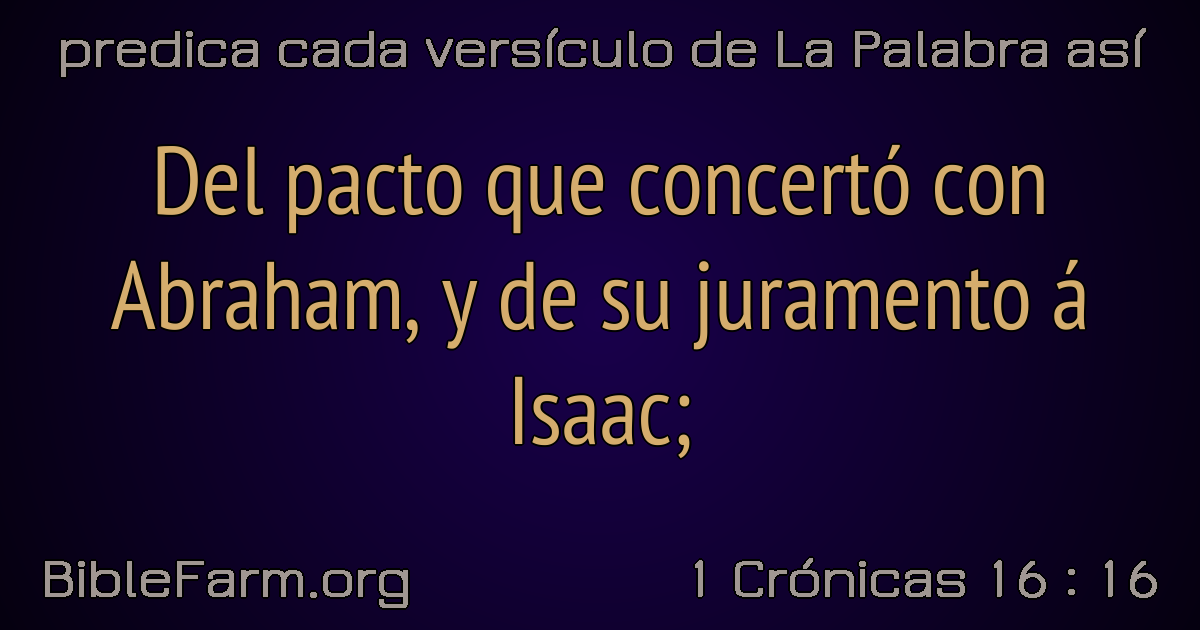 predica cada versículo de La Palabra así
Del pacto que concertó con
Abraham, y de su juramento á
Isaac;
BibleFarm.org
1 Crónicas 16 : 16